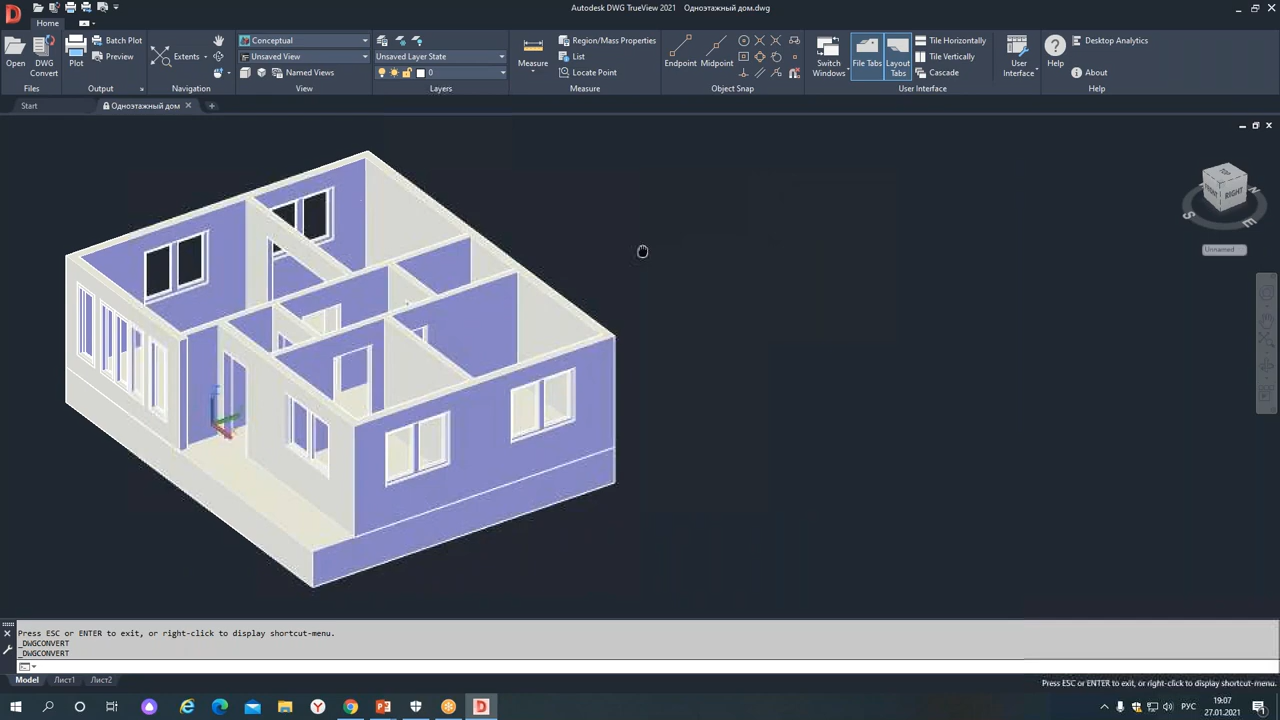 Autodesk DWG TrueView 2021 Одноэтажный дом.dwg
Home
Open
DWG Convert
Files
Plot
Batch Plot
Preview
Output
Extents
Navigation
Conceptual
Unsaved View
Named Views
View
Unsaved Layer State
0
Layers
Measure
Region/Mass Properties
List
Locate Point
Measure
Endpoint
Midpoint
Object Snap
Switch Windows
File Tabs
Layout Tabs
Tile Horizontally
Tile Vertically
Cascade
User Interface
User Interface
Help
Desktop Analytics
About
Help
Start
Одноэтажный дом
FRONT
RIGHT
S
E
N
Unnamed
Press ESC or ENTER to exit, or right-click to display shortcut-menu.
_DWGCONVERT
_DWGCONVERT
Model
Лист1
Лист2
Press ESC or ENTER to exit, or right-click to display shortcut-menu.
РУС
19:07
27.01.2021